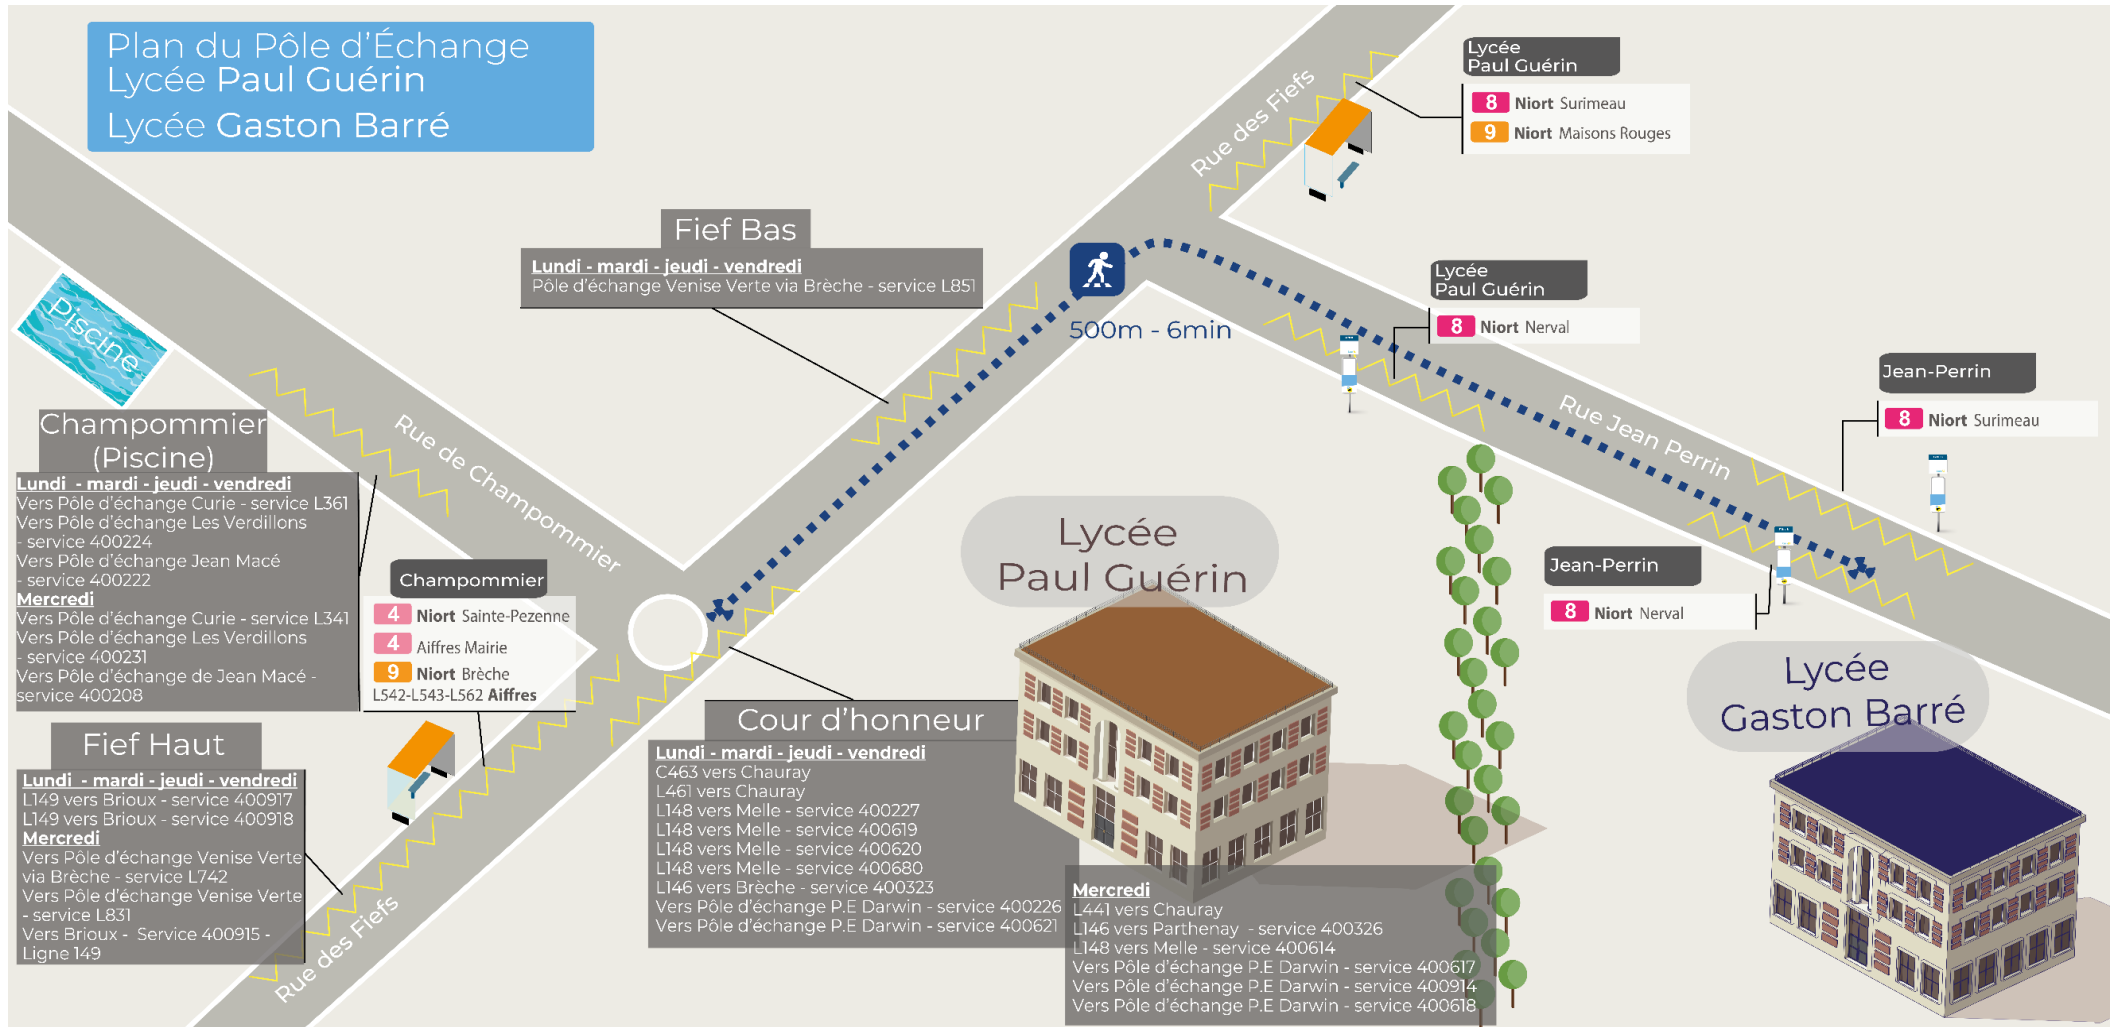 Plan du Pôle d'Échange
Lycée Paul Guérin
Lycée Gaston Barré
Lycée
Paul Guérin
8 Niort Surimeau
9 Niort Maisons Rouges
Rue des Fiefs
Fief Bas
Lundi - mardi - jeudi - vendredi
Pôle d'échange Venise Verte via Brèche - service L851
500m - 6min
Lycée
Paul Guérin
8 Niort Nerval
Jean-Perrin
8 Niort Surimeau
Rue Jean Perrin
Jean-Perrin
8 Niort Nerval
Piscine
Rue de Champommier
Champommier
(Piscine)
Lundi - mardi - jeudi - vendredi
Vers Pôle d'échange Curie - service L361
Vers Pôle d'échange Les Verdillons
- service 400224
Vers Pôle d'échange Jean Macé
- service 400222
Mercredi
Vers Pôle d'échange Curie - service L341
Vers Pôle d'échange Les Verdillons
- service 400231
Vers Pôle d'échange de Jean Macé -
service 400208
Champommier
4 Niort Sainte-Pezenne
4 Aiffres Mairie
9 Niort Brèche
L542-L543-L562 Aiffres
Fief Haut
Lundi - mardi - jeudi - vendredi
L149 vers Brioux - service 400917
L149 vers Brioux - service 400918
Mercredi
Vers Pôle d'échange Venise Verte
via Brèche - service L742
Vers Pôle d'échange Venise Verte
- service L831
Vers Brioux - Service 400915 -
Ligne 149
Rue des Fiefs
Cour d'honneur
Lundi - mardi - jeudi - vendredi
C463 vers Chauray
L461 vers Chauray
L148 vers Melle - service 400227
L148 vers Melle - service 400619
L148 vers Melle - service 400620
L148 vers Melle - service 400680
L146 vers Brèche - service 400323
Vers Pôle d'échange P.E Darwin - service 400226
Vers Pôle d'échange P.E Darwin - service 400621
Mercredi
L441 vers Chauray
L146 vers Parthenay - service 400326
L148 vers Melle - service 400614
Vers Pôle d'échange P.E Darwin - service 400617
Vers Pôle d'échange P.E Darwin - service 400914
Vers Pôle d'échange P.E Darwin - service 400618
Lycée
Paul Guérin
Lycée
Gaston Barré